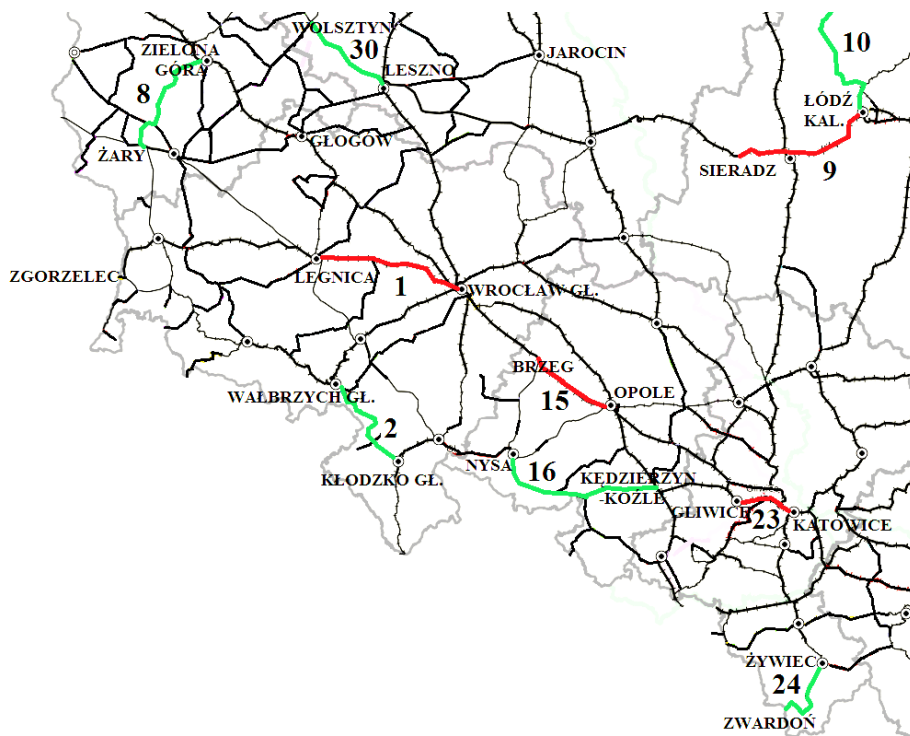 WOLSZTYN
30
ZIELONA
GÓRA
JAROCIN
10
LESZNO
8
ŁÓDŹ
KAL.
GŁOGÓW
ŻARY
SIERADZ
9
ZGORZELEC
LEGNICA
1
WROCŁAW GŁ.
BRZEG
WAŁBRZYCH GŁ.
15
OPOLE
2
NYSA
16
KŁODZKO GŁ.
KĘDZIERZYN
-KOŹLE
GLIWICE
23
KATOWICE
ŻYWIEC
24
ZWARDOŃ